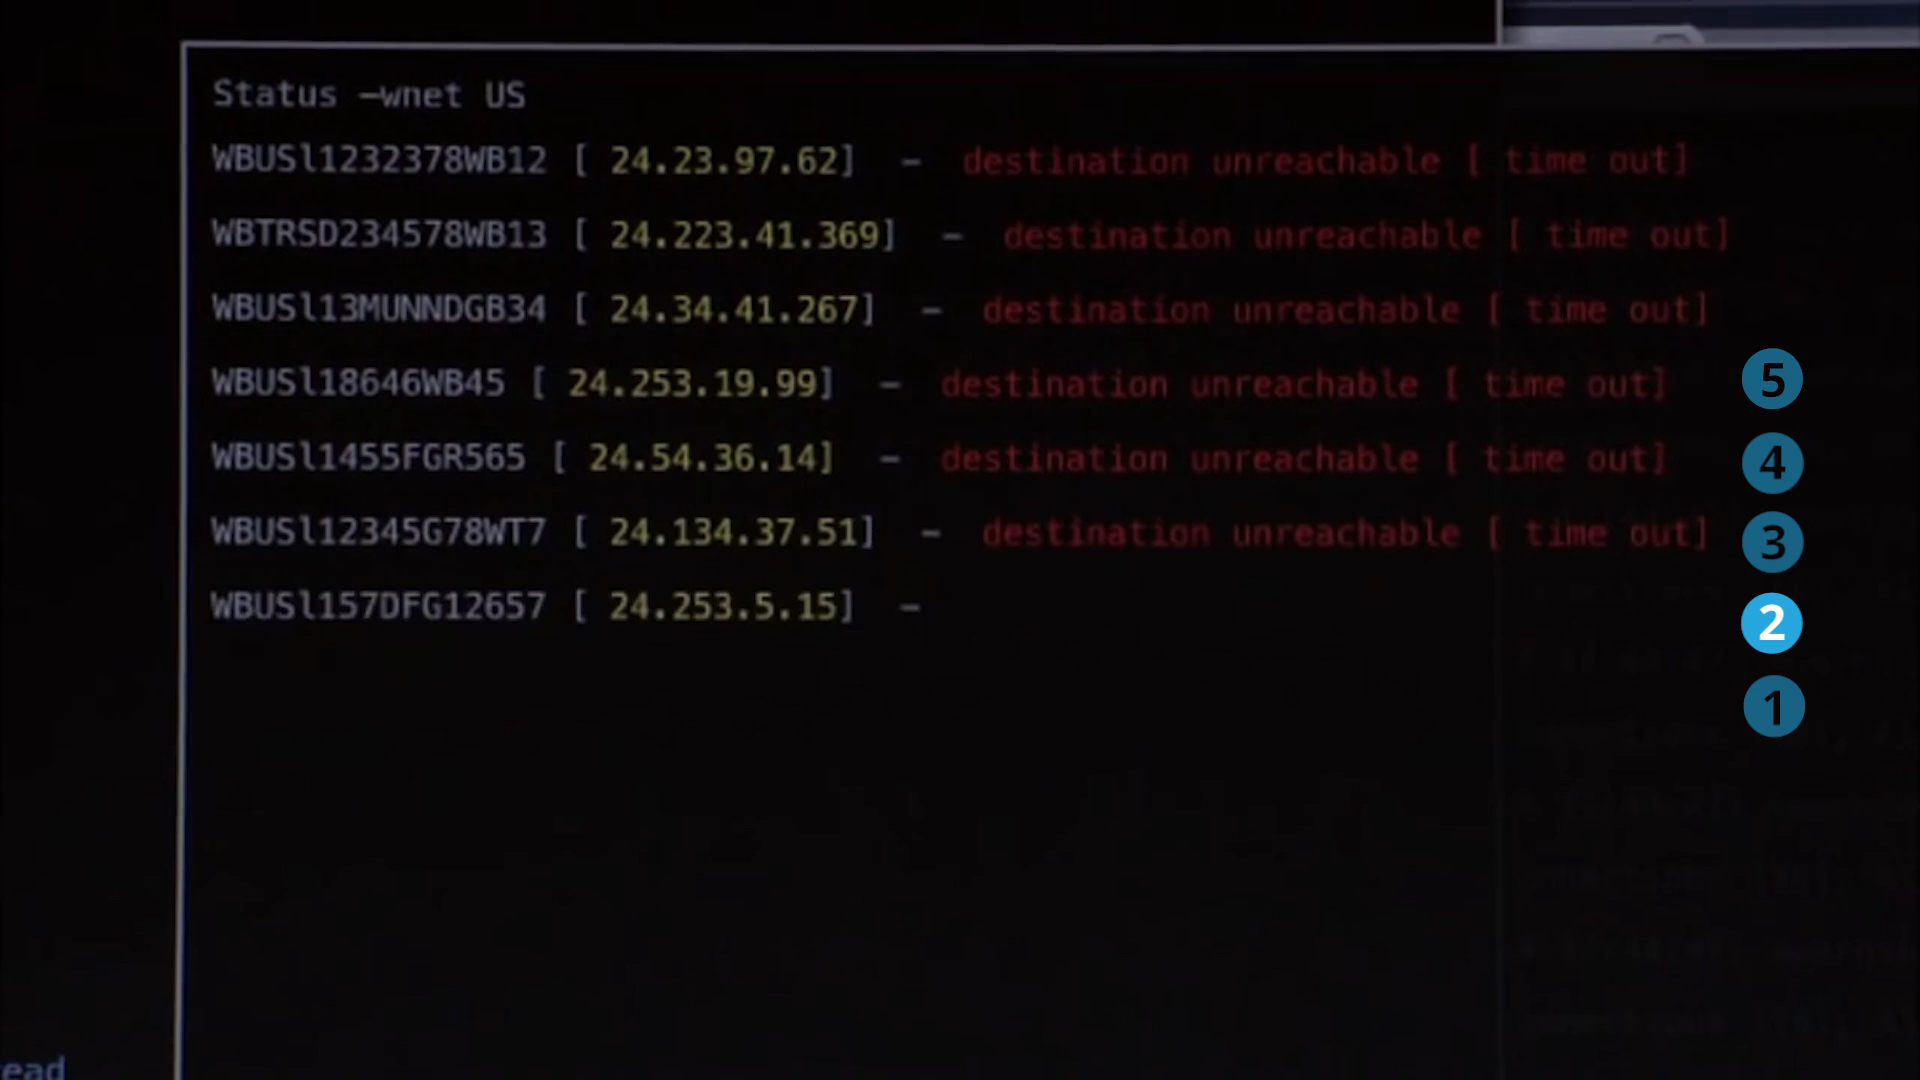 Status -wnet US
WBUSl1232378WB12 [ 24.23.97.62] - destination unreachable [ time out]
WBTRSD234578WB13 [ 24.223.41.369] - destination unreachable [ time out]
WBUSl13MUNNDGB34 [ 24.34.41.267] - destination unreachable [ time out]
WBUSl18646WB45 [ 24.253.19.99] - destination unreachable [ time out]
5
WBUSl1455FGR565 [ 24.54.36.14] - destination unreachable [ time out]
4
WBUSl12345G78WT7 [ 24.134.37.51] - destination unreachable [ time out]
3
WBUSl157DFG12657 [ 24.253.5.15] -
2
1
ead